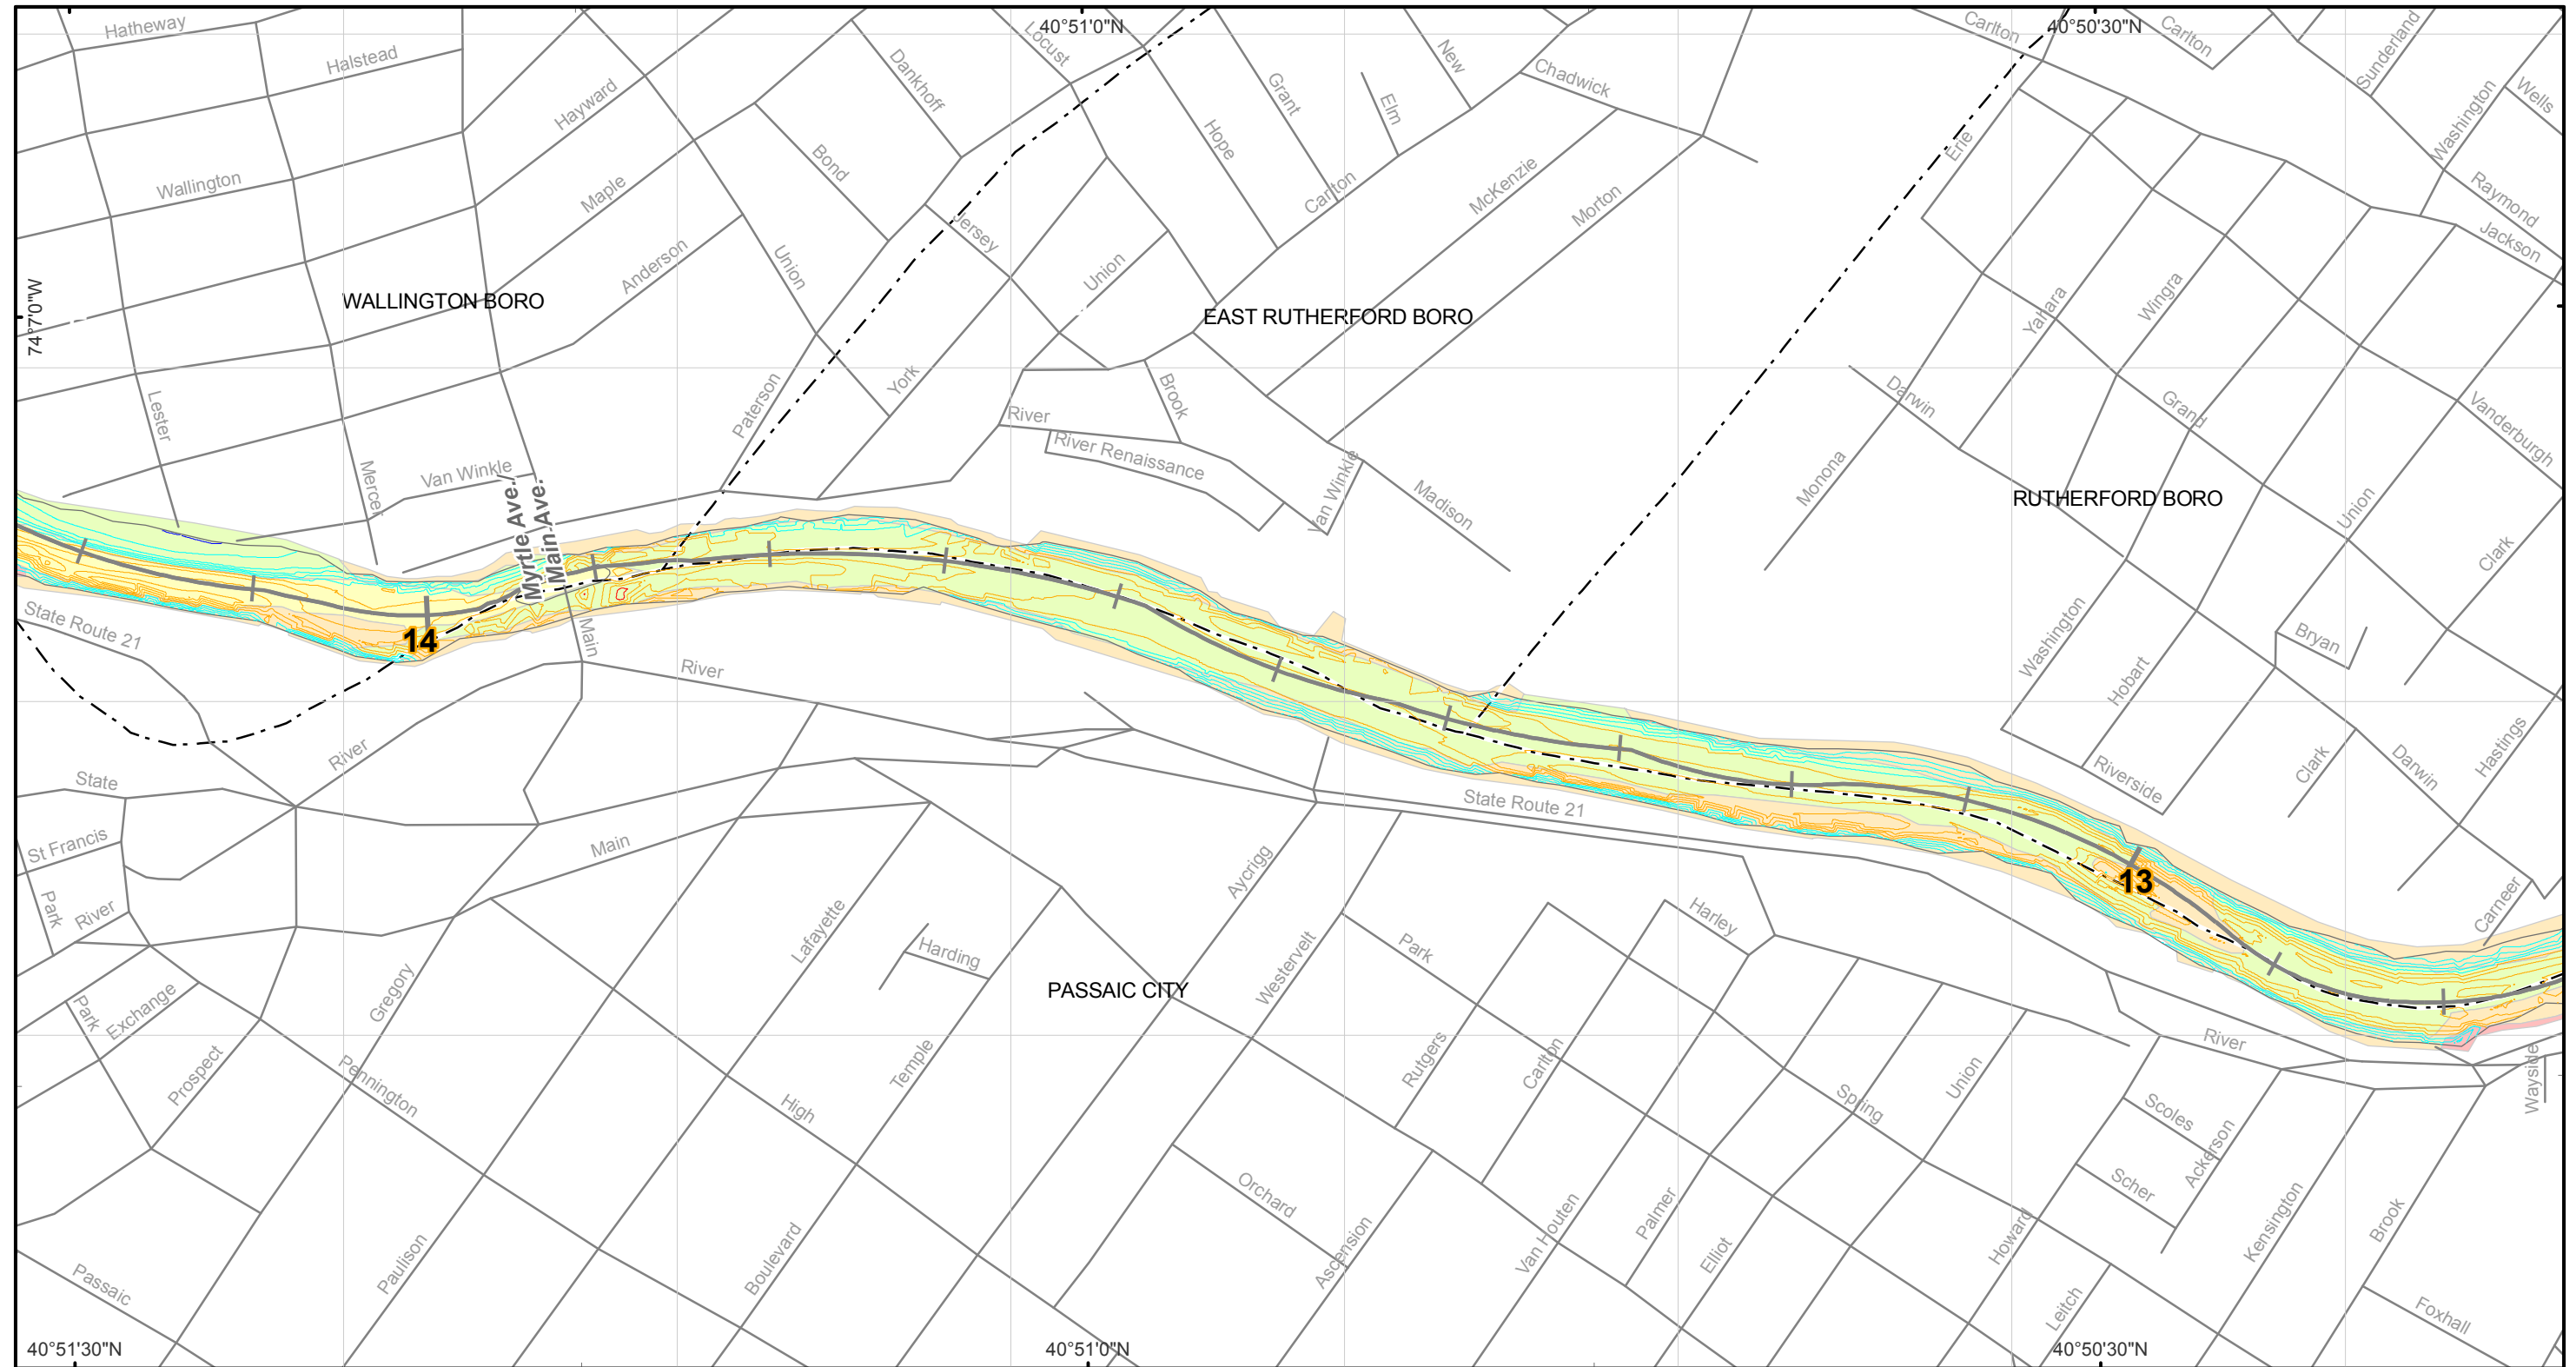 40°51'0"N
40°50'30"N
Hatheway
Halstead
Hayward
Dankhoff
Locust
Grant
Elm
New
Chadwick
Carlton
Carlton
Sunderland
Washington
Wells
Wallington
Maple
Bond
Hope
Carlton
McKenzie
Morton
Erie
Raymond
Jackson
Anderson
Union
Jersey
Union
74°7'0"W
WALLINGTON BORO
EAST RUTHERFORD BORO
Yahara
Wingra
Lester
Paterson
York
Brook
River
River Renaissance
Van Winkle
Madison
Darwin
Grand
Vanderburgh
Monona
RUTHERFORD BORO
Union
Clark
Mercer
Van Winkle
Myrtle Ave.
Main Ave.
State Route 21
14
Main
River
River
Washington
Hobart
Bryan
Riverside
Clark
Darwin
Hastings
State
St Francis
Park
River
Main
State Route 21
13
Carneer
Aycrigg
Lafayette
Harding
Westervelt
Park
Harley
PASSAIC CITY
Park
Exchange
Gregory
Prospect
Pennington
Temple
High
Rutgers
Carlton
Spring
Union
River
Wayside
Scoles
Ackerson
Scher
Orchard
Ascension
Van Houten
Palmer
Elliot
Howard
Leitch
Kensington
Brook
Foxhall
Passaic
Paulison
Boulevard
40°51'30"N
40°51'0"N
40°50'30"N